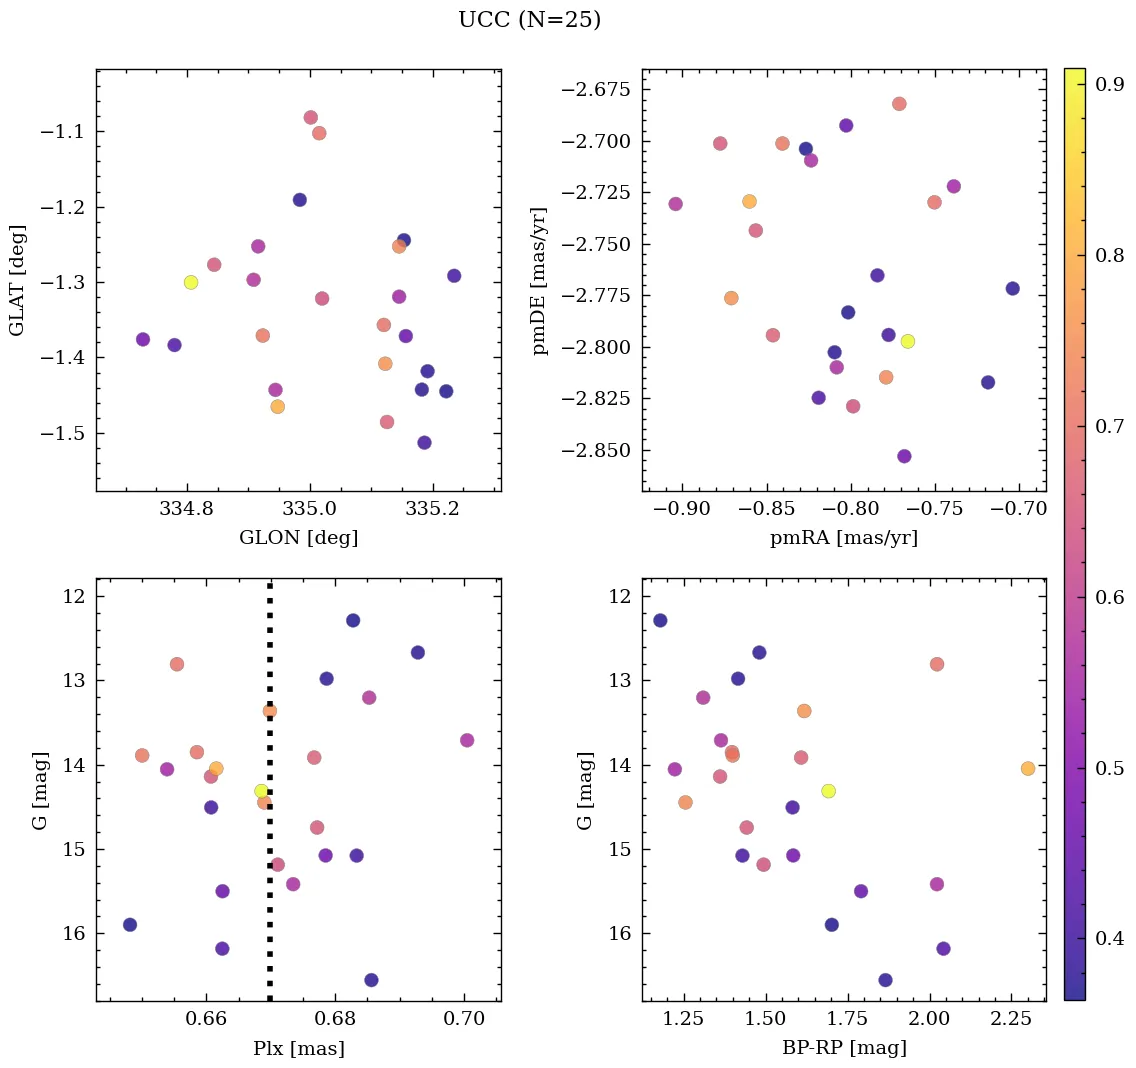 UCC (N=25)
−1.1
−1.2
−1.3
−1.4
−1.5
GLAT [deg]
334.8 335.0 335.2
GLON [deg]
−2.675
−2.700
−2.725
−2.750
−2.775
−2.800
−2.825
−2.850
pmDE [mas/yr]
−0.90 −0.85 −0.80 −0.75 −0.70
pmRA [mas/yr]
12
13
14
15
16
G [mag]
0.66 0.68 0.70
Plx [mas]
12
13
14
15
16
G [mag]
1.25 1.50 1.75 2.00 2.25
BP-RP [mag]
0.9
0.8
0.7
0.6
0.5
0.4